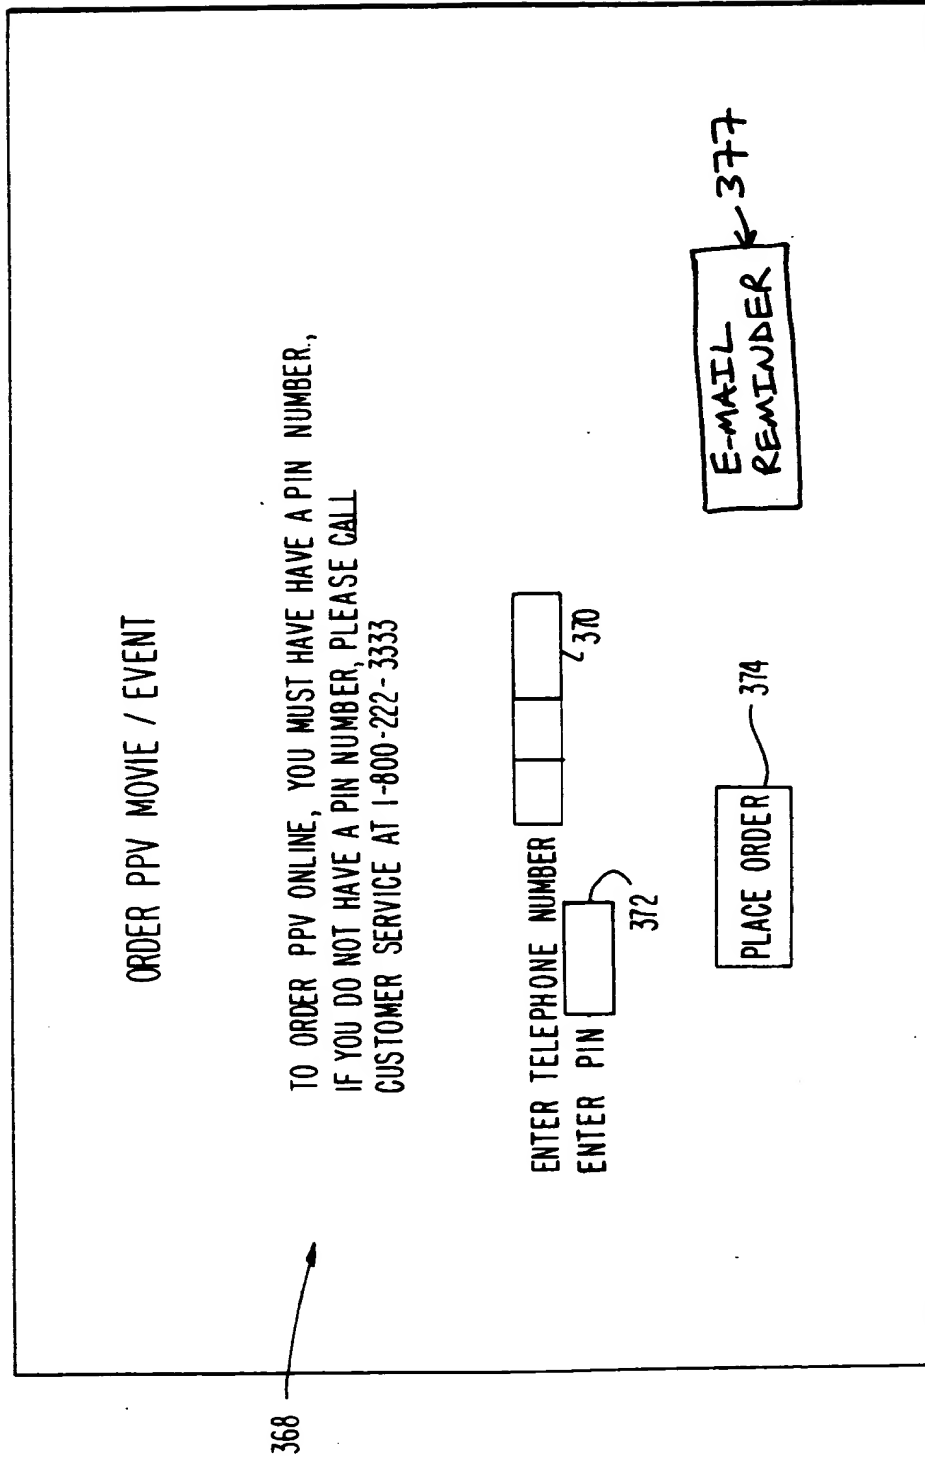 368
ORDER PPV MOVIE / EVENT
TO ORDER PPV ONLINE, YOU MUST HAVE HAVE A PIN NUMBER.,
IF YOU DO NOT HAVE A PIN NUMBER, PLEASE CALL
CUSTOMER SERVICE AT 1-800-222-3333
ENTER TELEPHONE NUMBER
370
ENTER PIN
372
PLACE ORDER
374
E-MAIL
REMINDER
377